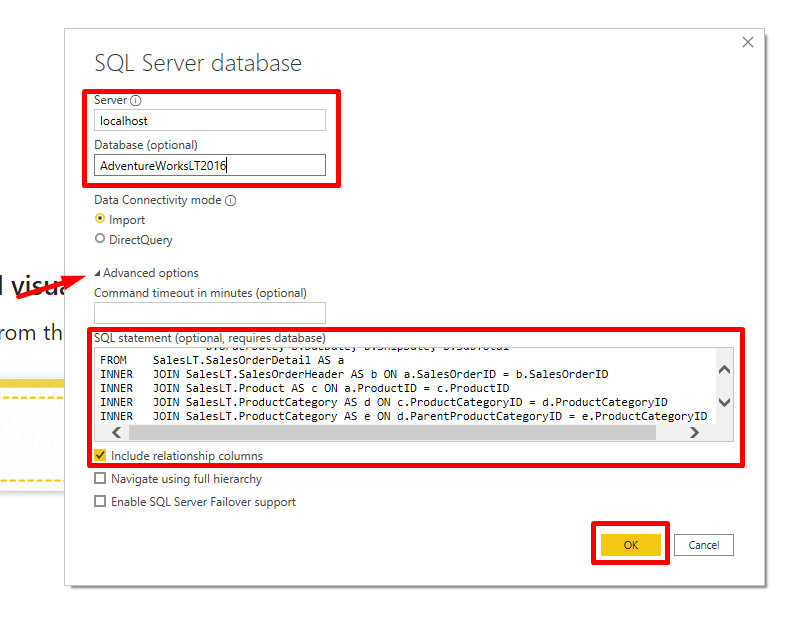 SQL Server database
Server
localhost
Database (optional)
AdventureWorksLT2016
Data Connectivity mode
Import
DirectQuery
Advanced options
Command timeout in minutes (optional)
SQL statement (optional, requires database)
FROM SalesLT.SalesOrderDetail AS a
INNER JOIN SalesLT.SalesOrderHeader AS b ON a.SalesOrderID = b.SalesOrderID
INNER JOIN SalesLT.Product AS c ON a.ProductID = c.ProductID
INNER JOIN SalesLT.ProductCategory AS d ON c.ProductCategoryID = d.ProductCategoryID
INNER JOIN SalesLT.ProductCategory AS e ON d.ParentProductCategoryID = e.ProductCategoryID
Include relationship columns
Navigate using full hierarchy
Enable SQL Server Failover support
OK Cancel
rom th